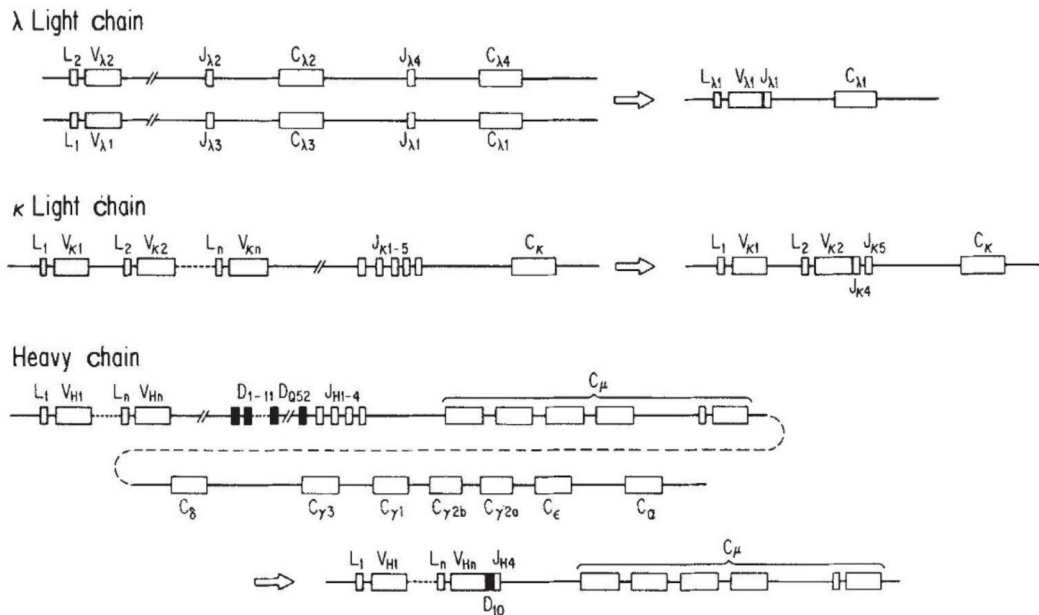 λ Light chain
L2 Vλ2 Jλ2 Cλ2 Jλ4 Cλ4
L1 Vλ1 Jλ3 Cλ3 Jλ1 Cλ1
Lλ1 Vλ1 Jλ1 Cλ1
κ Light chain
L1 Vκ1 L2 Vκ2 Ln Vκn Jκ1-5 Cκ
L1 Vκ1 L2 Vκ2 Jκ5 Cκ
Jκ4
Heavy chain
L1 VH1 Ln VHn D1-11 DQ52 JH1-4 Cμ
Cδ Cγ3 Cγ1 Cγ2b Cγ2a Cε Cα
L1 VH1 Ln VHn JH4 Cμ
D10